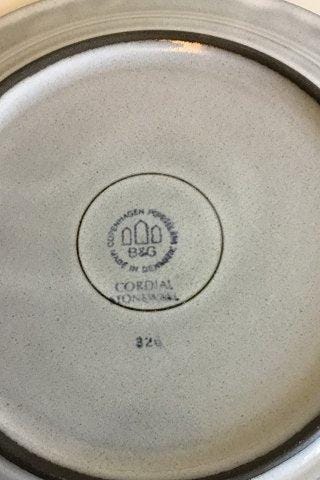 COPENHAGEN PORCELAIN
B&G
MADE IN DENMARK
CORDIAL
STONEWARE
326